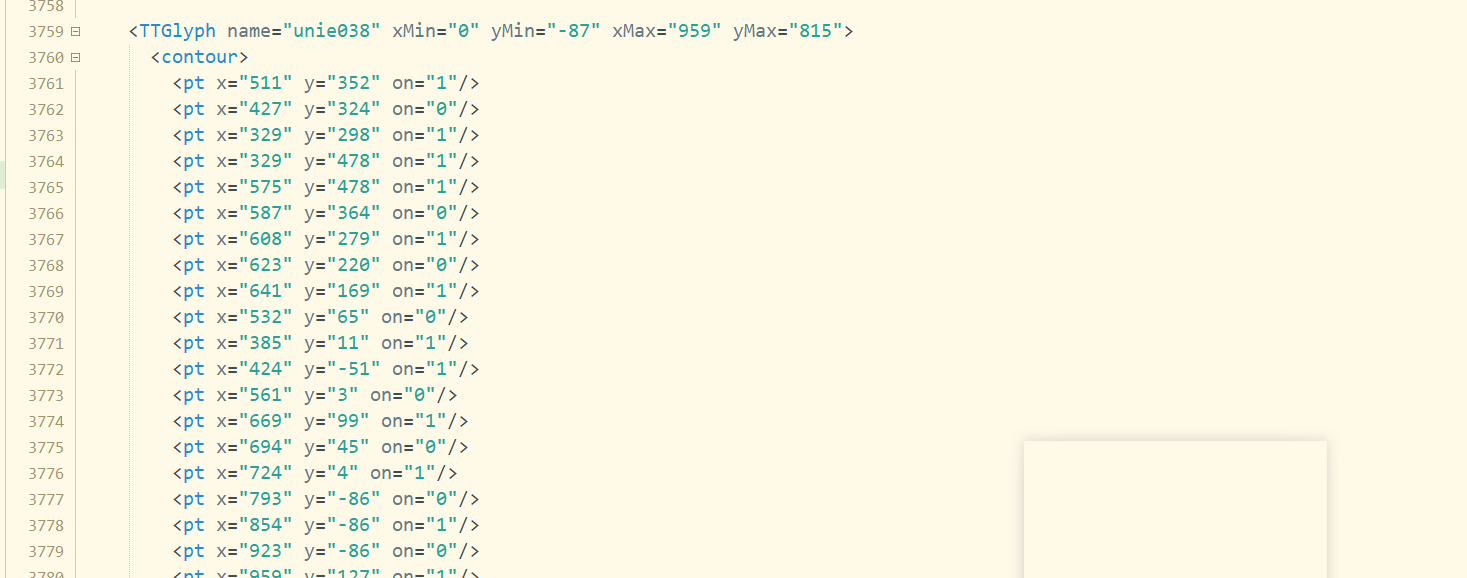 3758
3759 <TTGlyph name="unie038" xMin="0" yMin="-87" xMax="959" yMax="815">
3760 <contour>
3761 <pt x="511" y="352" on="1"/>
3762 <pt x="427" y="324" on="0"/>
3763 <pt x="329" y="298" on="1"/>
3764 <pt x="329" y="478" on="1"/>
3765 <pt x="575" y="478" on="1"/>
3766 <pt x="587" y="364" on="0"/>
3767 <pt x="608" y="279" on="1"/>
3768 <pt x="623" y="220" on="0"/>
3769 <pt x="641" y="169" on="1"/>
3770 <pt x="532" y="65" on="0"/>
3771 <pt x="385" y="11" on="1"/>
3772 <pt x="424" y="-51" on="1"/>
3773 <pt x="561" y="3" on="0"/>
3774 <pt x="669" y="99" on="1"/>
3775 <pt x="694" y="45" on="0"/>
3776 <pt x="724" y="4" on="1"/>
3777 <pt x="793" y="-86" on="0"/>
3778 <pt x="854" y="-86" on="1"/>
3779 <pt x="923" y="-86" on="0"/>
3780 <pt x="959" y="127" on="1"/>